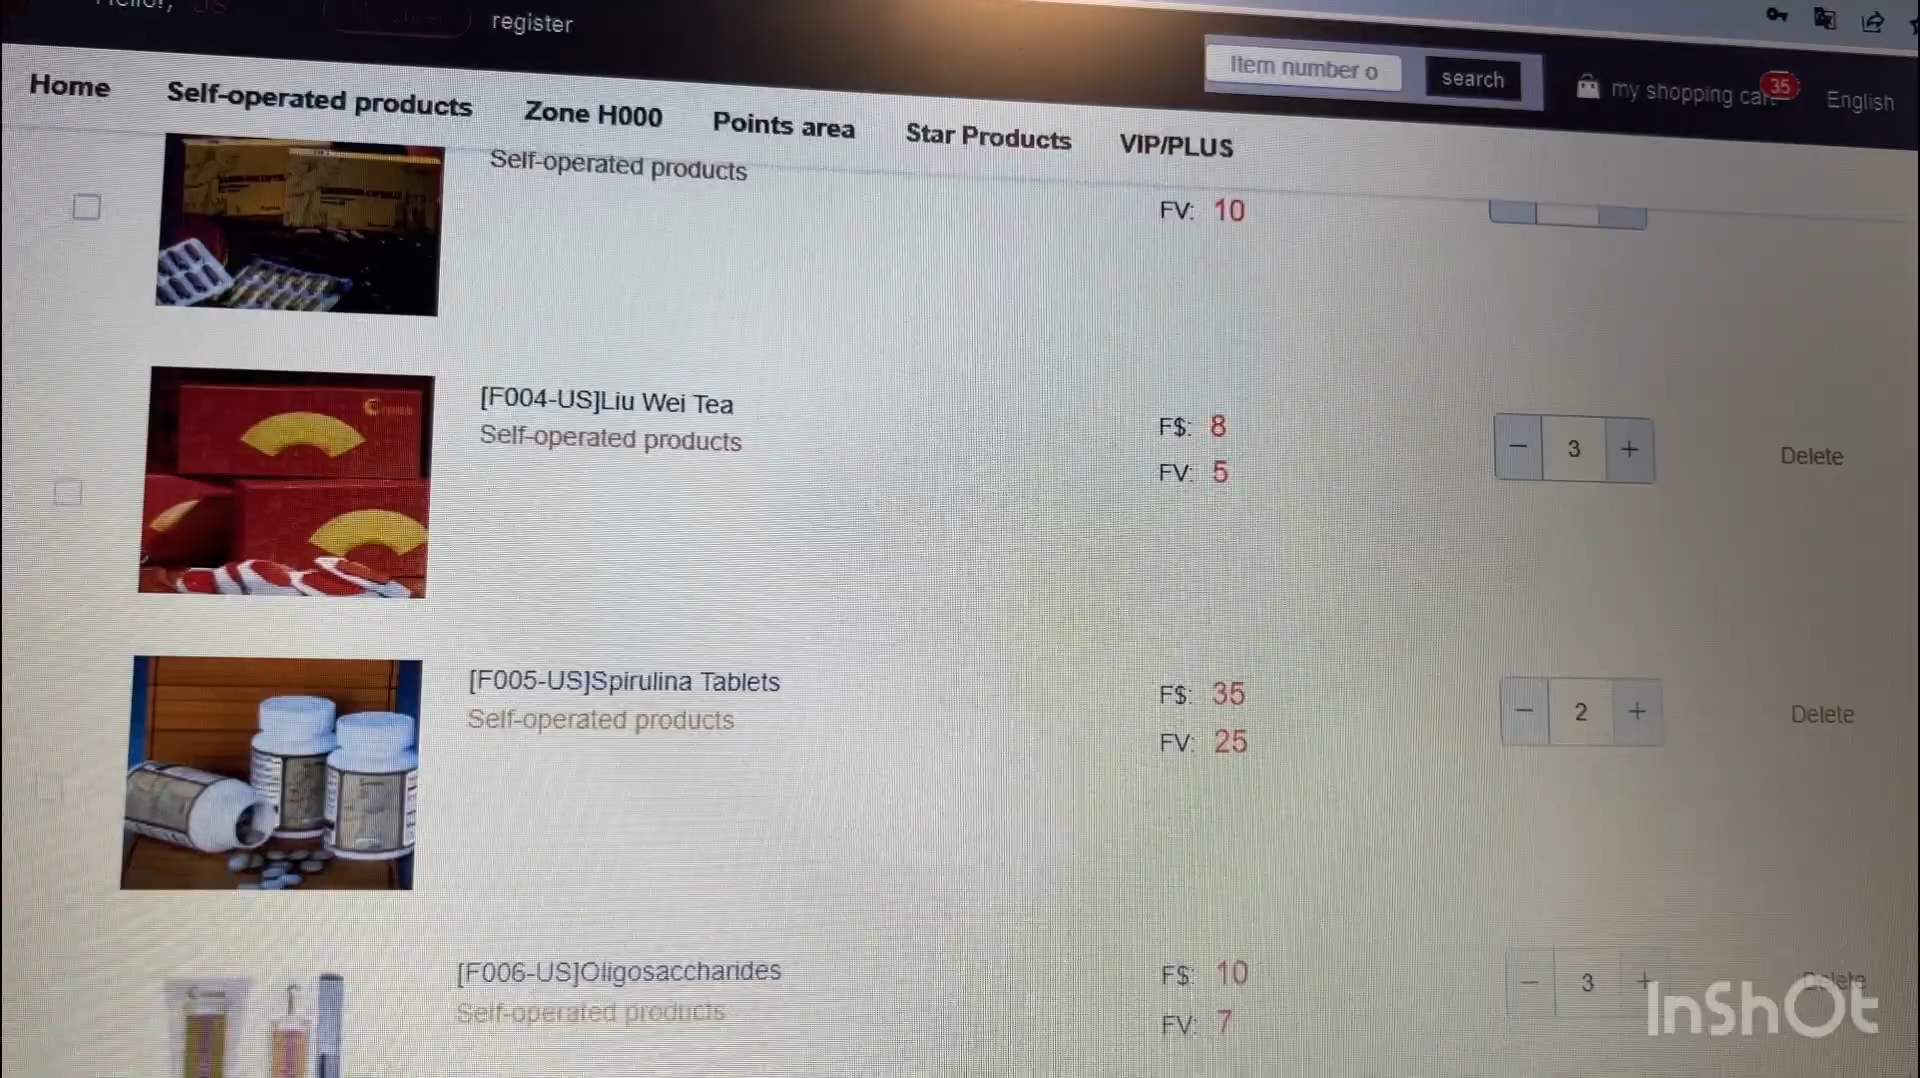 register
Item number o
search
my shopping cart
35
English
Home
Self-operated products
Zone H000
Points area
Star Products
VIP/PLUS
Self-operated products
FV: 10
[F004-US]Liu Wei Tea
Self-operated products
F$: 8
FV: 5
- 3 +
Delete
[F005-US]Spirulina Tablets
Self-operated products
F$: 35
FV: 25
- 2 +
Delete
[F006-US]Oligosaccharides
Self-operated products
F$: 10
FV: 7
- 3 +
Delete
InShOt